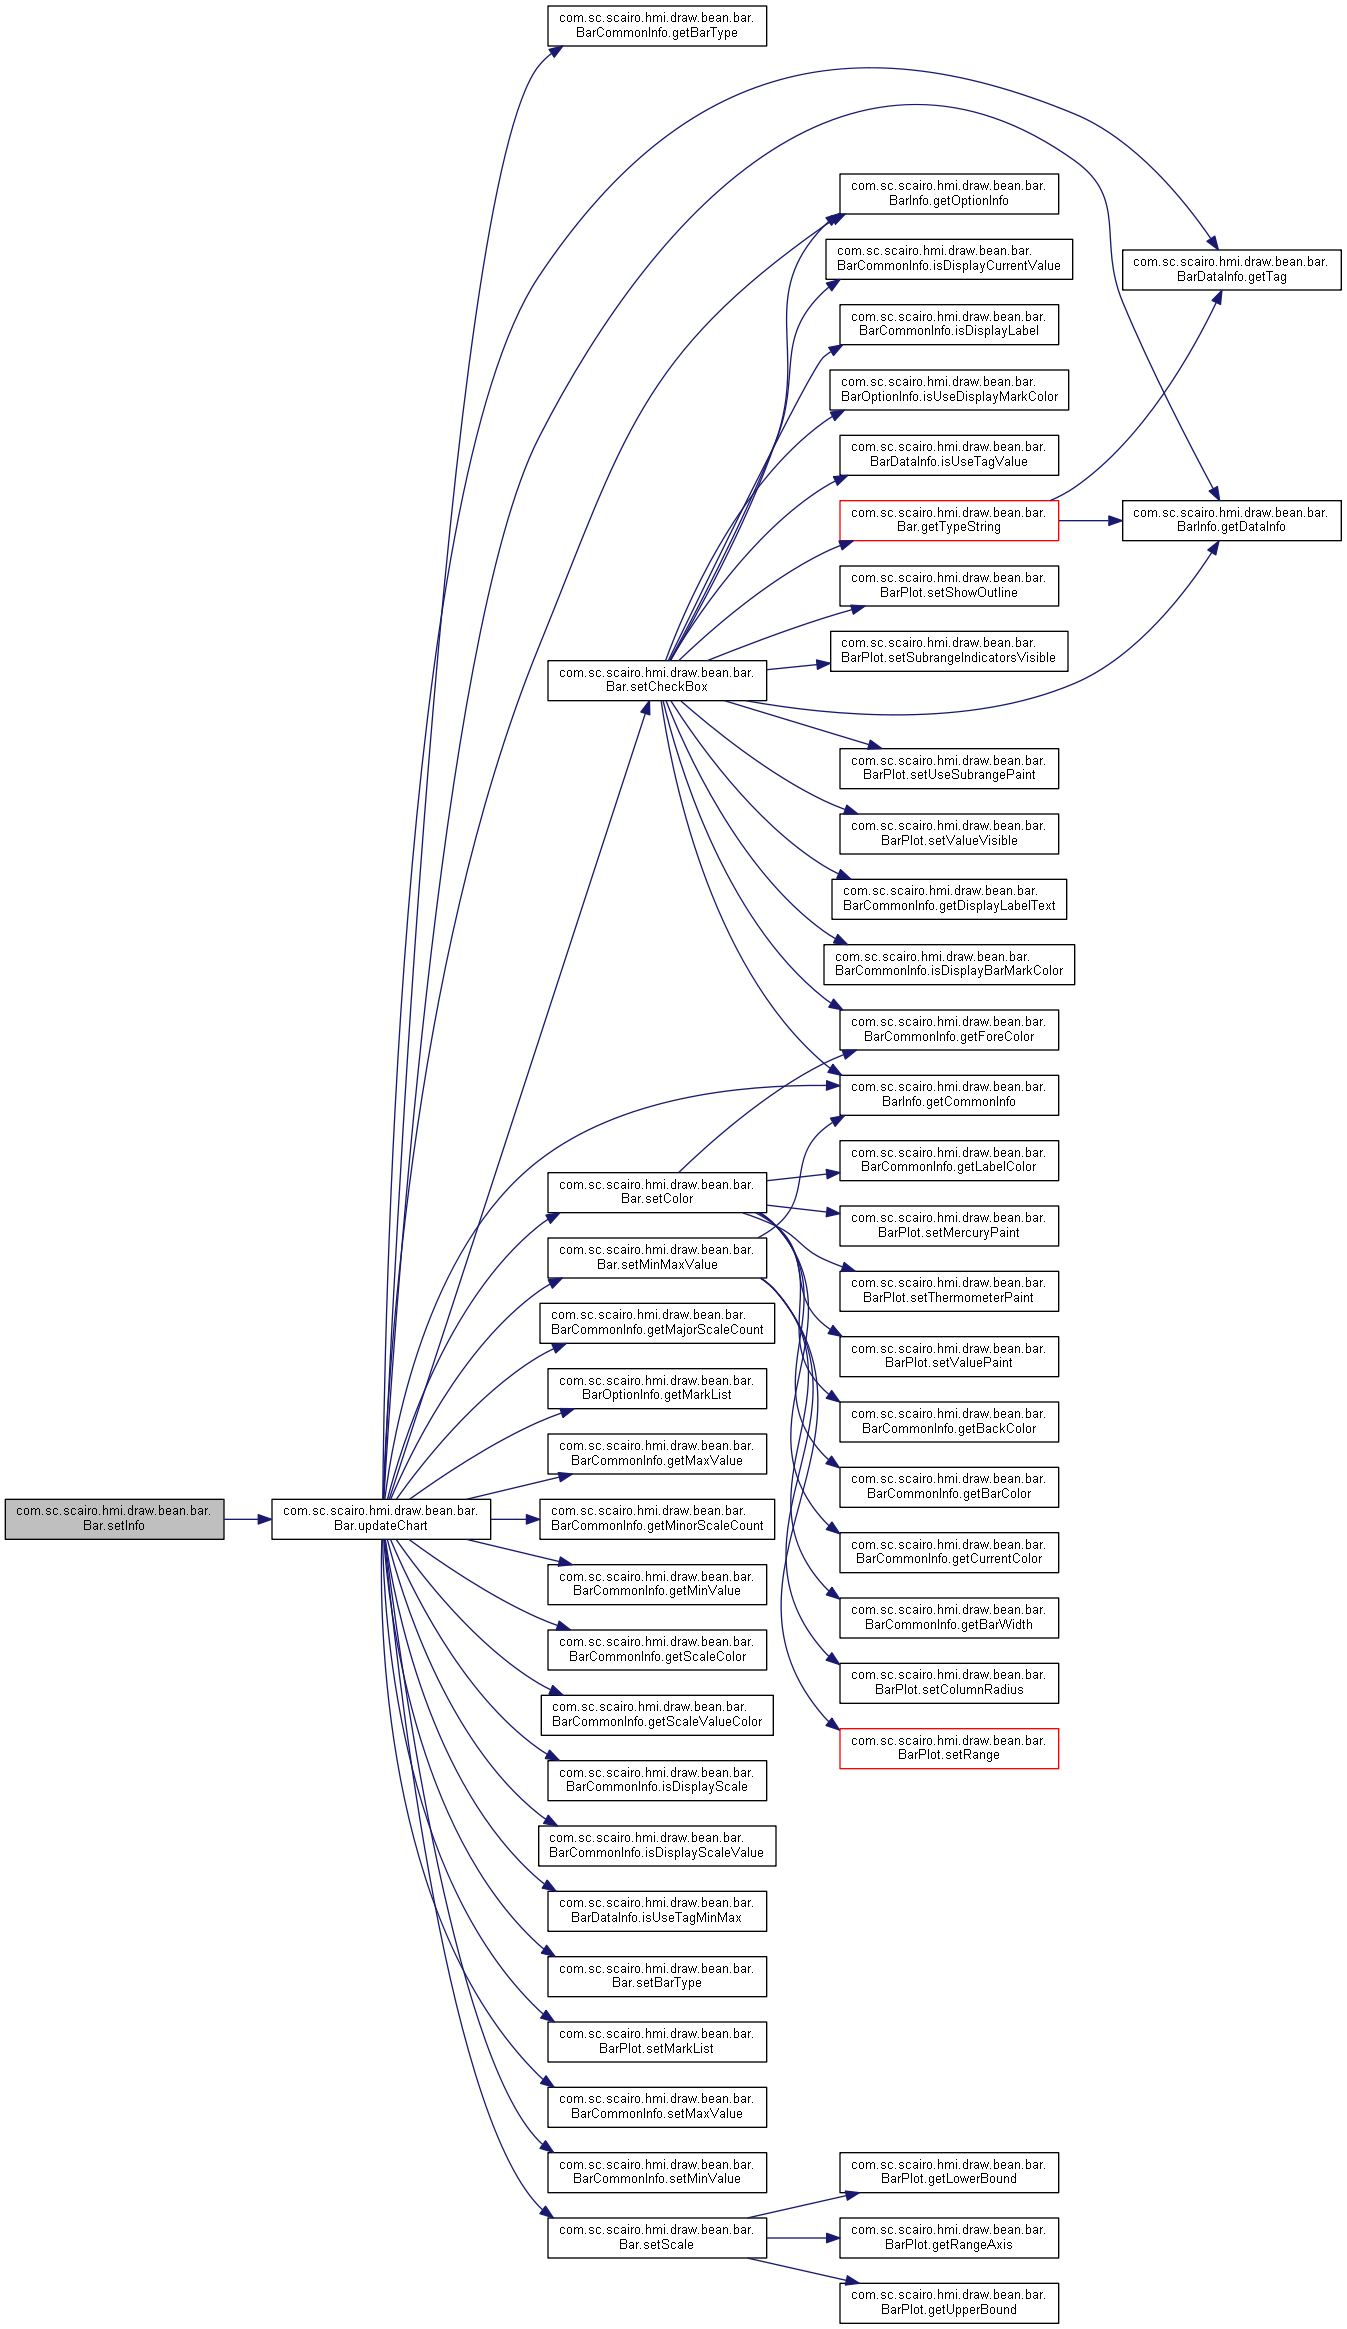 com.sc.scairo.hmi.draw.bean.bar.
BarCommonInfo.getBarType
com.sc.scairo.hmi.draw.bean.bar.
BarInfo.getOptionInfo
com.sc.scairo.hmi.draw.bean.bar.
BarCommonInfo.isDisplayCurrentValue
com.sc.scairo.hmi.draw.bean.bar.
BarDataInfo.getTag
com.sc.scairo.hmi.draw.bean.bar.
BarCommonInfo.isDisplayLabel
com.sc.scairo.hmi.draw.bean.bar.
BarOptionInfo.isUseDisplayMarkColor
com.sc.scairo.hmi.draw.bean.bar.
BarDataInfo.isUseTagValue
com.sc.scairo.hmi.draw.bean.bar.
Bar.getTypeString
com.sc.scairo.hmi.draw.bean.bar.
BarInfo.getDataInfo
com.sc.scairo.hmi.draw.bean.bar.
BarPlot.setShowOutline
com.sc.scairo.hmi.draw.bean.bar.
BarPlot.setSubrangeIndicatorsVisible
com.sc.scairo.hmi.draw.bean.bar.
Bar.setCheckBox
com.sc.scairo.hmi.draw.bean.bar.
BarPlot.setUseSubrangePaint
com.sc.scairo.hmi.draw.bean.bar.
BarPlot.setValueVisible
com.sc.scairo.hmi.draw.bean.bar.
BarCommonInfo.getDisplayLabelText
com.sc.scairo.hmi.draw.bean.bar.
BarCommonInfo.isDisplayBarMarkColor
com.sc.scairo.hmi.draw.bean.bar.
BarCommonInfo.getForeColor
com.sc.scairo.hmi.draw.bean.bar.
BarInfo.getCommonInfo
com.sc.scairo.hmi.draw.bean.bar.
BarCommonInfo.getLabelColor
com.sc.scairo.hmi.draw.bean.bar.
Bar.setColor
com.sc.scairo.hmi.draw.bean.bar.
BarPlot.setMercuryPaint
com.sc.scairo.hmi.draw.bean.bar.
Bar.setMinMaxValue
com.sc.scairo.hmi.draw.bean.bar.
BarPlot.setThermometerPaint
com.sc.scairo.hmi.draw.bean.bar.
BarCommonInfo.getMajorScaleCount
com.sc.scairo.hmi.draw.bean.bar.
BarPlot.setValuePaint
com.sc.scairo.hmi.draw.bean.bar.
BarOptionInfo.getMarkList
com.sc.scairo.hmi.draw.bean.bar.
BarCommonInfo.getBackColor
com.sc.scairo.hmi.draw.bean.bar.
BarCommonInfo.getMaxValue
com.sc.scairo.hmi.draw.bean.bar.
BarCommonInfo.getBarColor
com.sc.scairo.hmi.draw.bean.bar.
Bar.setInfo
com.sc.scairo.hmi.draw.bean.bar.
Bar.updateChart
com.sc.scairo.hmi.draw.bean.bar.
BarCommonInfo.getMinorScaleCount
com.sc.scairo.hmi.draw.bean.bar.
BarCommonInfo.getCurrentColor
com.sc.scairo.hmi.draw.bean.bar.
BarCommonInfo.getMinValue
com.sc.scairo.hmi.draw.bean.bar.
BarCommonInfo.getBarWidth
com.sc.scairo.hmi.draw.bean.bar.
BarCommonInfo.getScaleColor
com.sc.scairo.hmi.draw.bean.bar.
BarPlot.setColumnRadius
com.sc.scairo.hmi.draw.bean.bar.
BarCommonInfo.getScaleValueColor
com.sc.scairo.hmi.draw.bean.bar.
BarPlot.setRange
com.sc.scairo.hmi.draw.bean.bar.
BarCommonInfo.isDisplayScale
com.sc.scairo.hmi.draw.bean.bar.
BarCommonInfo.isDisplayScaleValue
com.sc.scairo.hmi.draw.bean.bar.
BarDataInfo.isUseTagMinMax
com.sc.scairo.hmi.draw.bean.bar.
Bar.setBarType
com.sc.scairo.hmi.draw.bean.bar.
BarPlot.setMarkList
com.sc.scairo.hmi.draw.bean.bar.
BarCommonInfo.setMaxValue
com.sc.scairo.hmi.draw.bean.bar.
BarCommonInfo.setMinValue
com.sc.scairo.hmi.draw.bean.bar.
BarPlot.getLowerBound
com.sc.scairo.hmi.draw.bean.bar.
Bar.setScale
com.sc.scairo.hmi.draw.bean.bar.
BarPlot.getRangeAxis
com.sc.scairo.hmi.draw.bean.bar.
BarPlot.getUpperBound